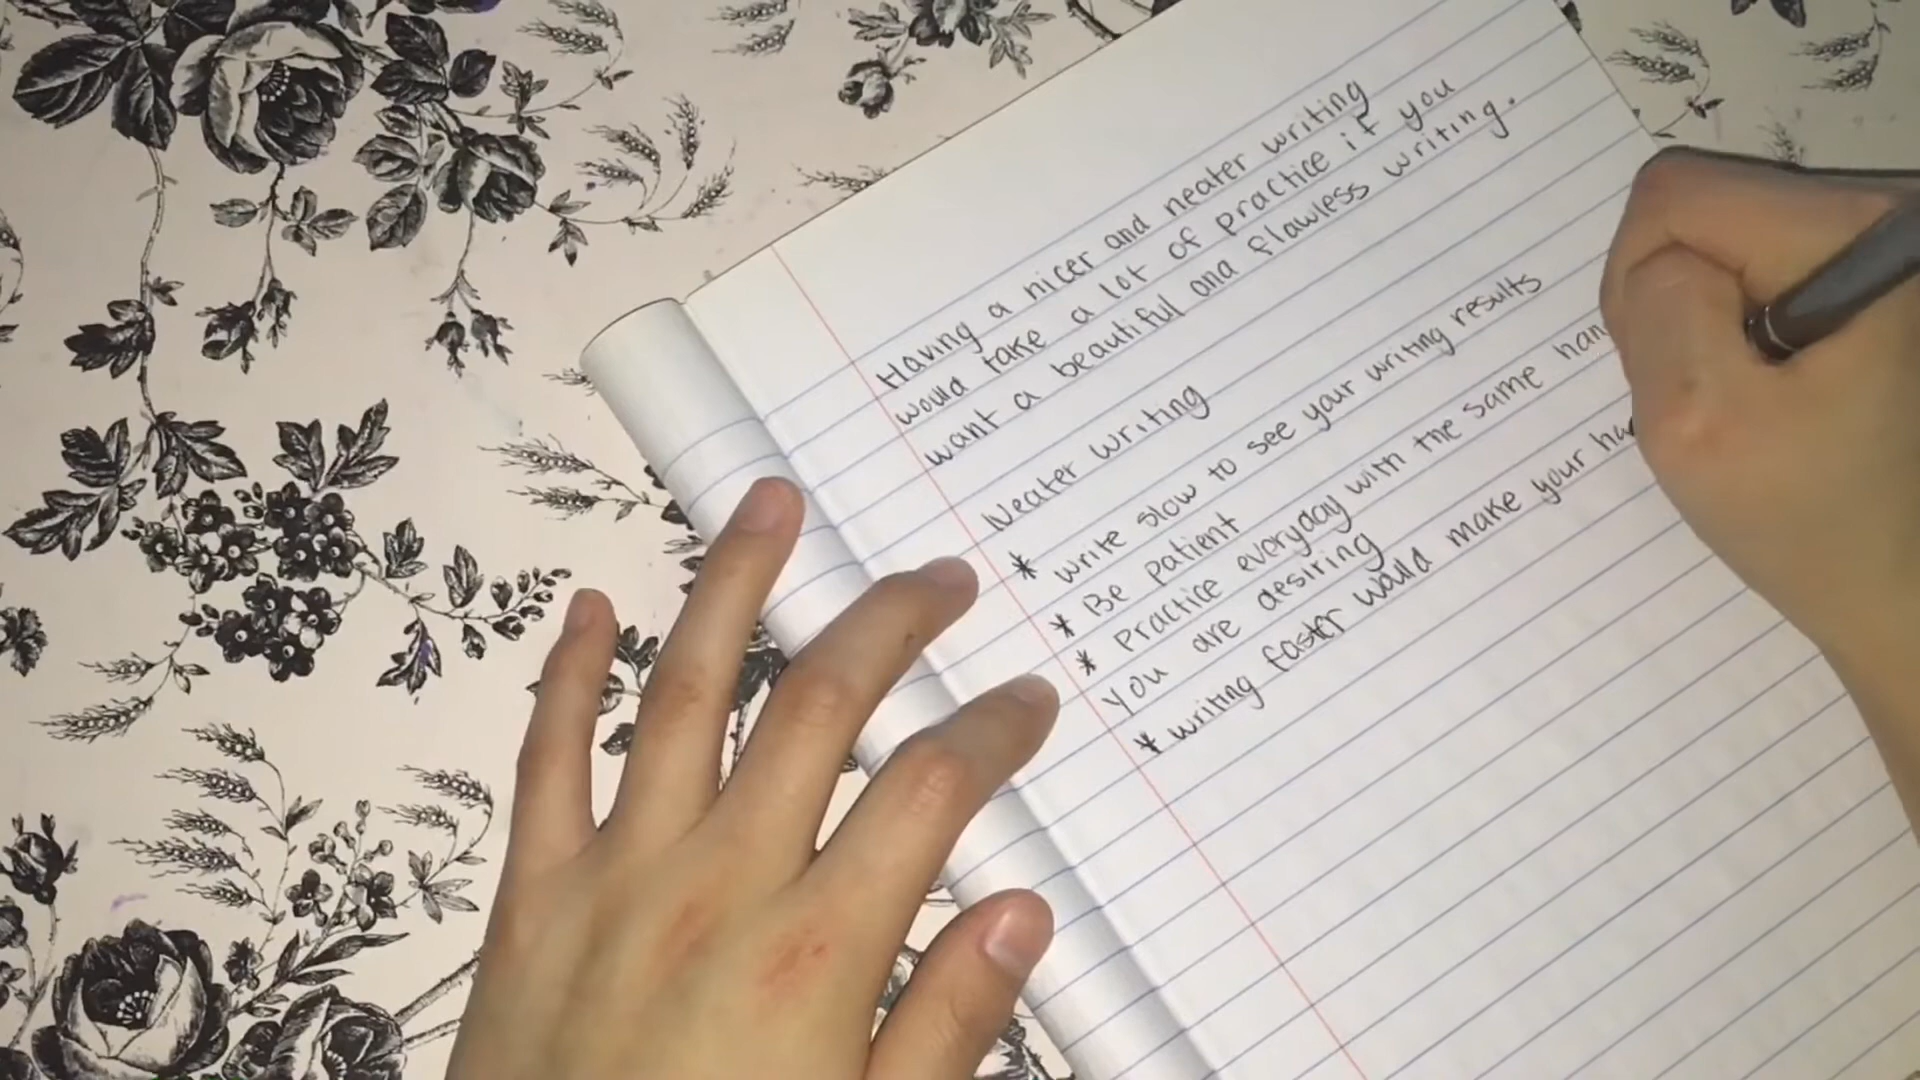 Having a nicer and neater writing
would take a lot of practice if you
want a beautiful and flawless writing.
Neater writing
* write slow to see your writing results
* Be patient
* Practice everyday with the same han
you are desiring
* writing faster would make your ha